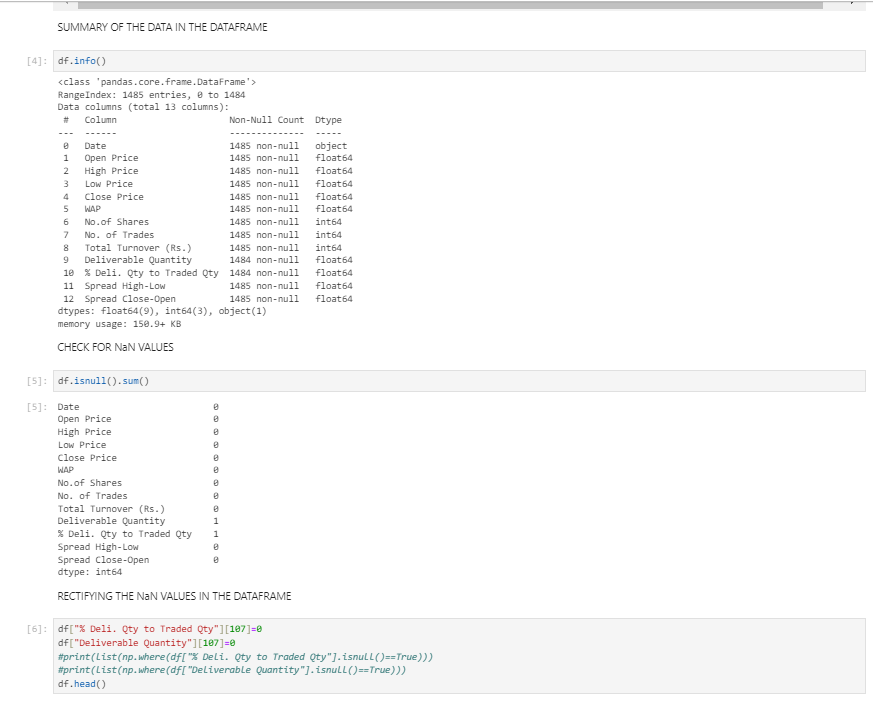 SUMMARY OF THE DATA IN THE DATAFRAME
[4]: df.info()
<class 'pandas.core.frame.DataFrame'>
RangeIndex: 1485 entries, 0 to 1484
Data columns (total 13 columns):
#   Column   Non-Null Count   Dtype
---  ------   --------------   -----
0   Date   1485 non-null   object
1   Open Price   1485 non-null   float64
2   High Price   1485 non-null   float64
3   Low Price   1485 non-null   float64
4   Close Price   1485 non-null   float64
5   WAP   1485 non-null   float64
6   No.of Shares   1485 non-null   int64
7   No. of Trades   1485 non-null   int64
8   Total Turnover (Rs.)   1485 non-null   int64
9   Deliverable Quantity   1484 non-null   float64
10   % Deli. Qty to Traded Qty   1484 non-null   float64
11   Spread High-Low   1485 non-null   float64
12   Spread Close-Open   1485 non-null   float64
dtypes: float64(9), int64(3), object(1)
memory usage: 150.9+ KB
CHECK FOR NaN VALUES
[5]: df.isnull().sum()
[5]: Date   0
Open Price   0
High Price   0
Low Price   0
Close Price   0
WAP   0
No.of Shares   0
No. of Trades   0
Total Turnover (Rs.)   0
Deliverable Quantity   1
% Deli. Qty to Traded Qty   1
Spread High-Low   0
Spread Close-Open   0
dtype: int64
RECTIFYING THE NaN VALUES IN THE DATAFRAME
[6]: df["% Deli. Qty to Traded Qty"][107]=0
df["Deliverable Quantity"][107]=0
#print(list(np.where(df["% Deli. Qty to Traded Qty"].isnull()==True)))
#print(list(np.where(df["Deliverable Quantity"].isnull()==True)))
df.head()